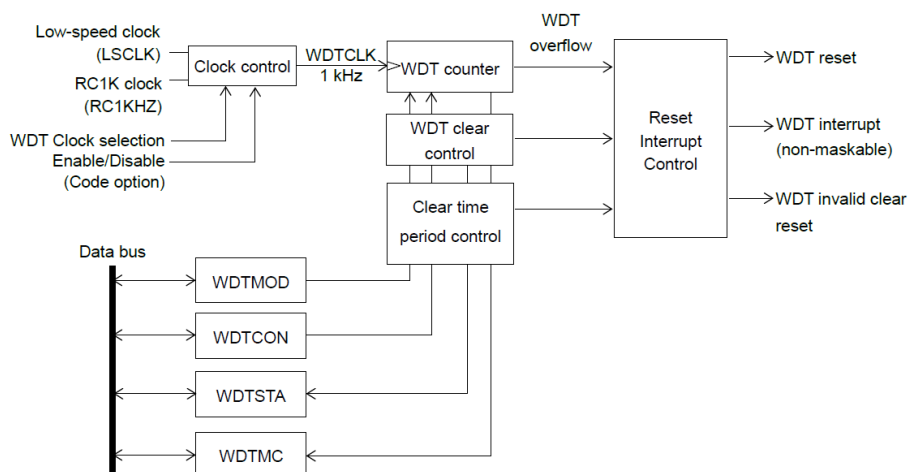 Low-speed clock
(LSCLK)
RC1K clock
(RC1KHZ)
WDT Clock selection
Enable/Disable
(Code option)
Clock control
WDTCLK
1 kHz
WDT counter
WDT
overflow
WDT clear
control
Clear time
period control
Reset
Interrupt
Control
WDT reset
WDT interrupt
(non-maskable)
WDT invalid clear
reset
Data bus
WDTMOD
WDTCON
WDTSTA
WDTMC